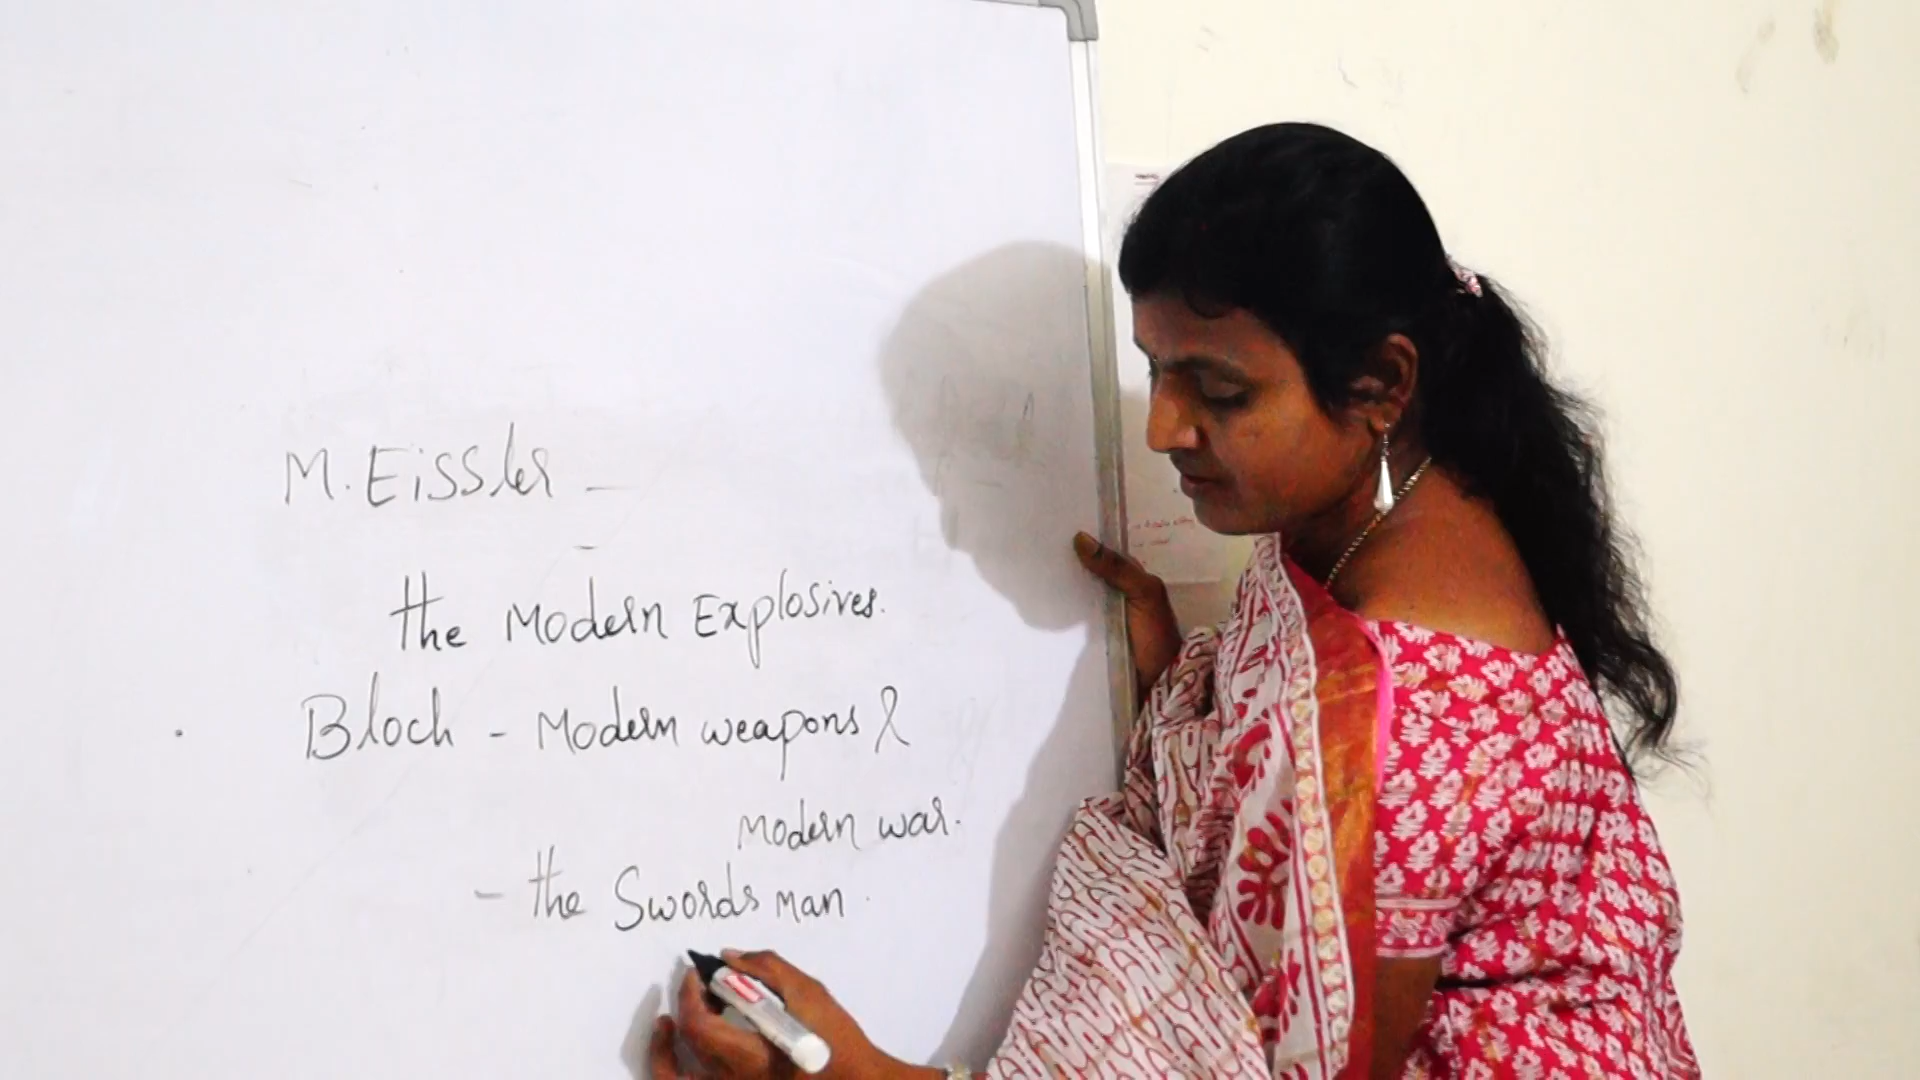 M. Eissler -
-
the Modern Explosives.
Bloch - Modern weapons &
Modern war.
- the Swords man.